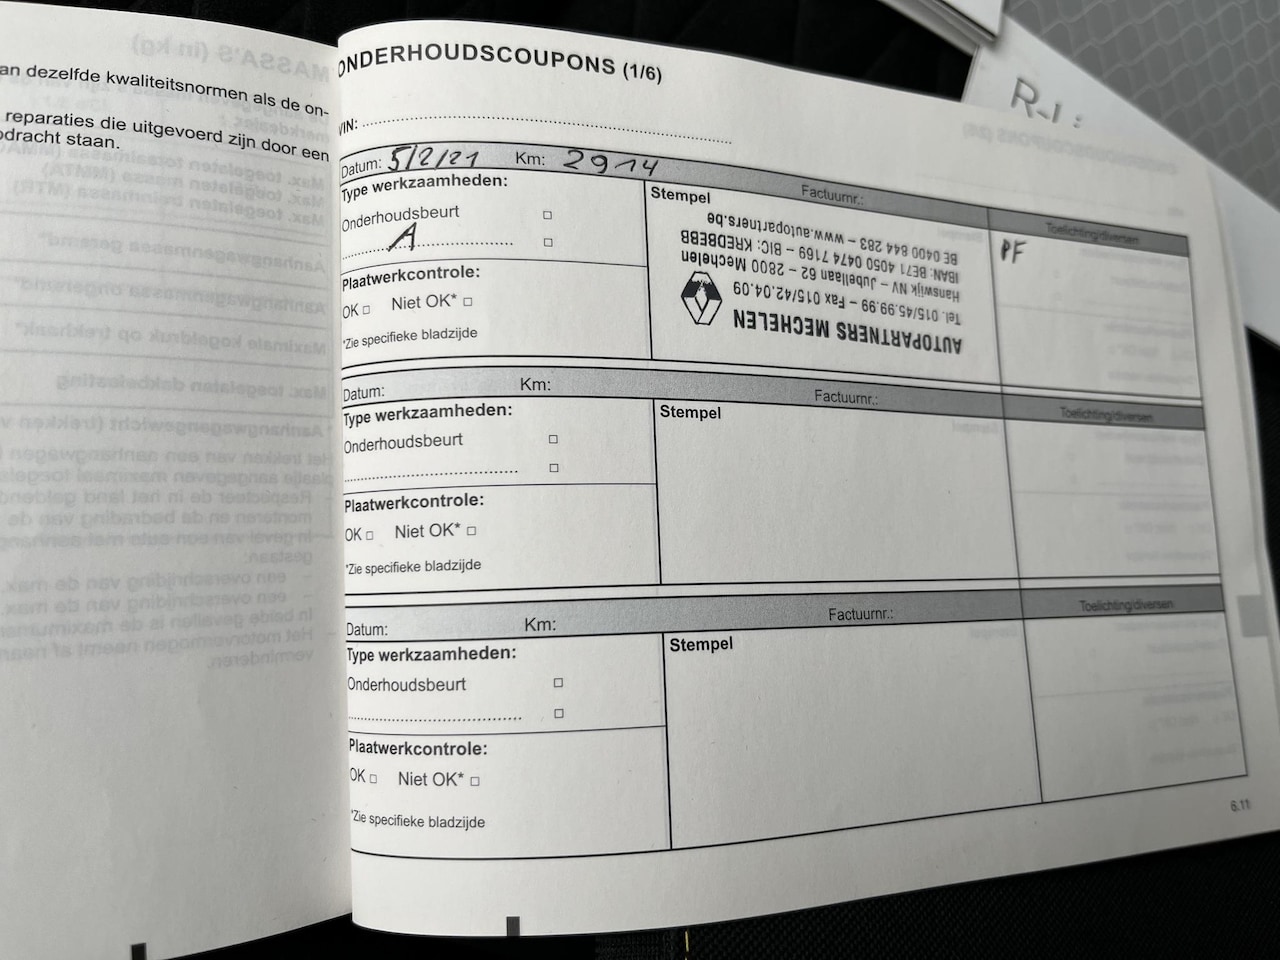 an dezelfde kwaliteitsnormen als de on-
reparaties die uitgevoerd zijn door een
dracht staan.
ONDERHOUDSCOUPONS (1/6)
VIN:
Datum: 5/2/21 Km: 2914 Factuurnr.: Toelichting/diversen
Type werkzaamheden:
Onderhoudsbeurt
A
Plaatwerkcontrole:
OK Niet OK*
*Zie specifieke bladzijde
Stempel
AUTOPARTNERS MECHELEN
Tel. 015/45.99.99 – Fax 015/42.04.09
Hanswijk NV – Jubellaan 62 – 2800 Mechelen
IBAN: BE71 4050 0474 7169 – BIC: KREDBEBB
BE 0400 844 283 – www.autopartners.be
PF
Datum: Km: Factuurnr.: Toelichting/diversen
Type werkzaamheden:
Onderhoudsbeurt
Plaatwerkcontrole:
OK Niet OK*
*Zie specifieke bladzijde
Stempel
Datum: Km: Factuurnr.: Toelichting/diversen
Type werkzaamheden:
Onderhoudsbeurt
Plaatwerkcontrole:
OK Niet OK*
*Zie specifieke bladzijde
Stempel
6.11